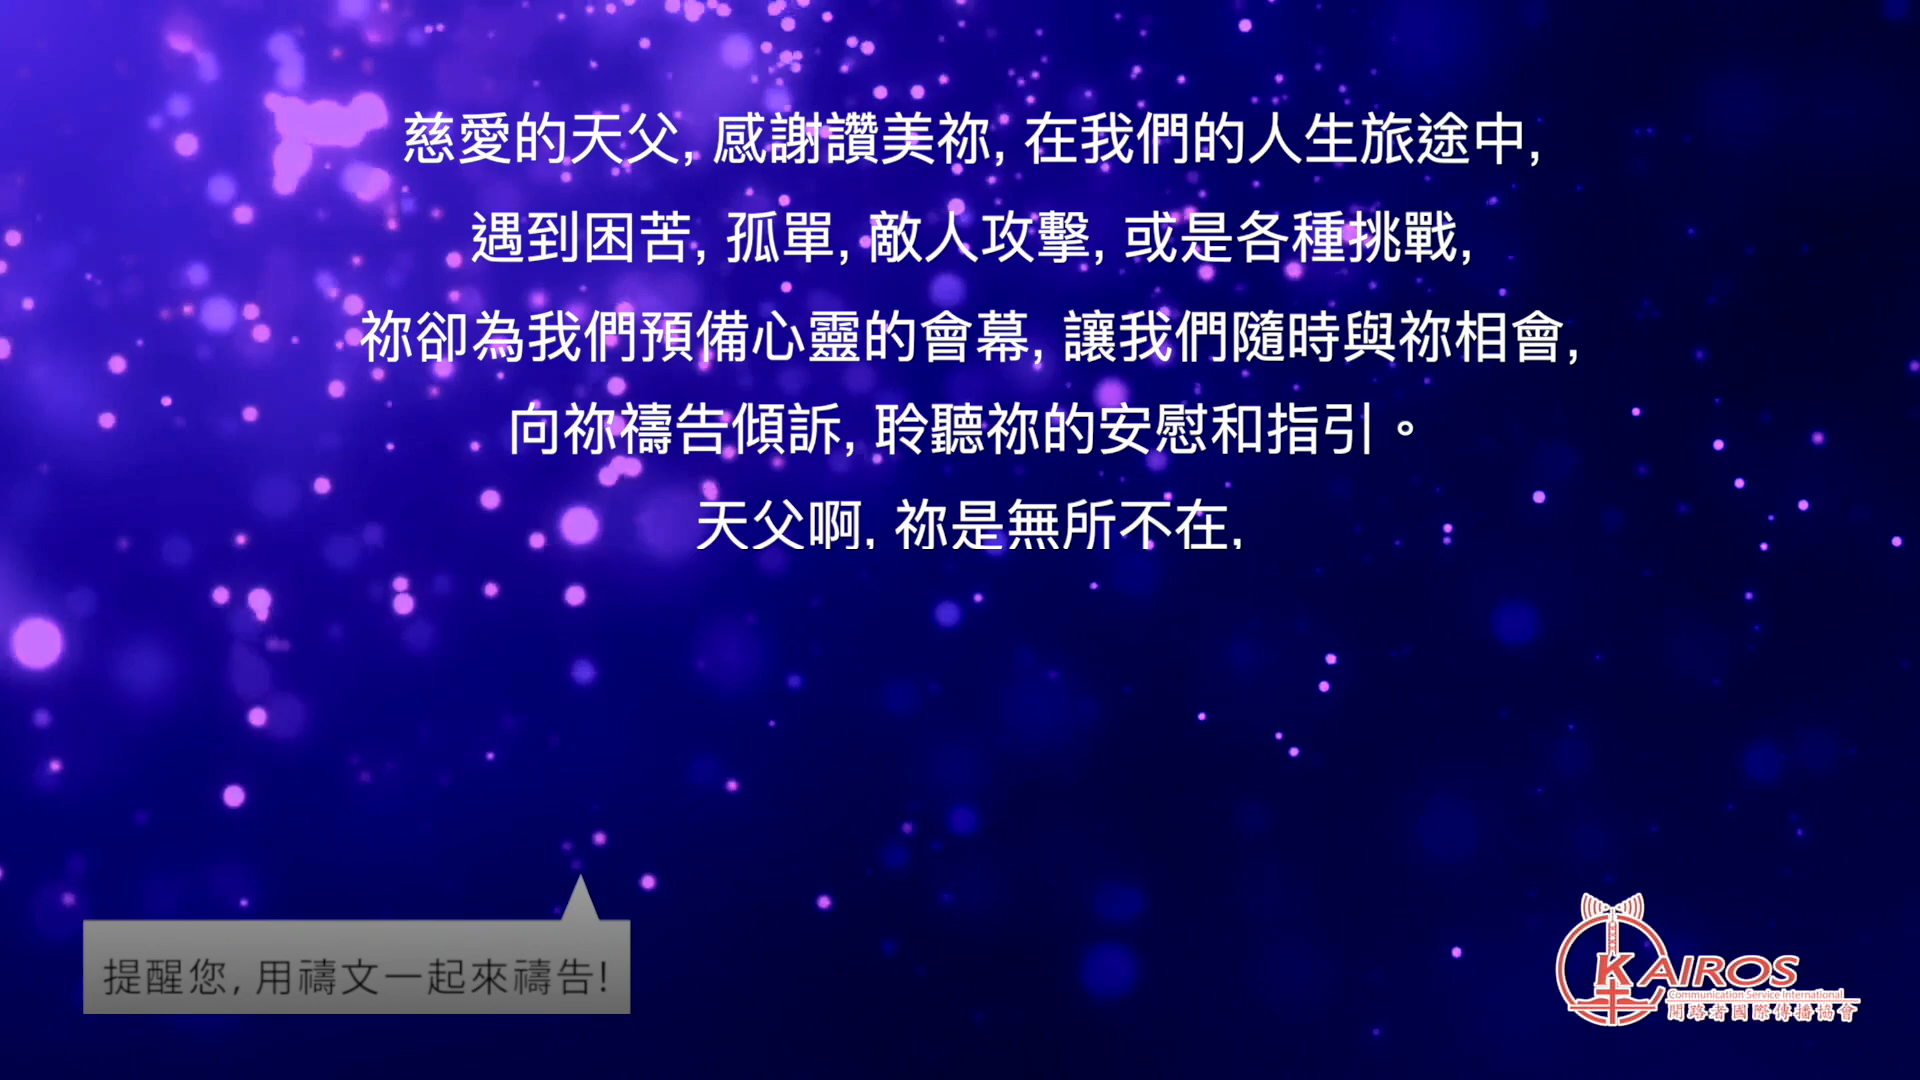 慈愛的天父, 感謝讚美祢, 在我們的人生旅途中,
遇到困苦, 孤單, 敵人攻擊, 或是各種挑戰,
祢卻為我們預備心靈的會幕, 讓我們隨時與祢相會,
向祢禱告傾訴, 聆聽祢的安慰和指引。
天父啊, 祢是無所不在,
提醒您, 用禱文一起來禱告!
KAIROS
Communication Service International
開路者國際傳播協會